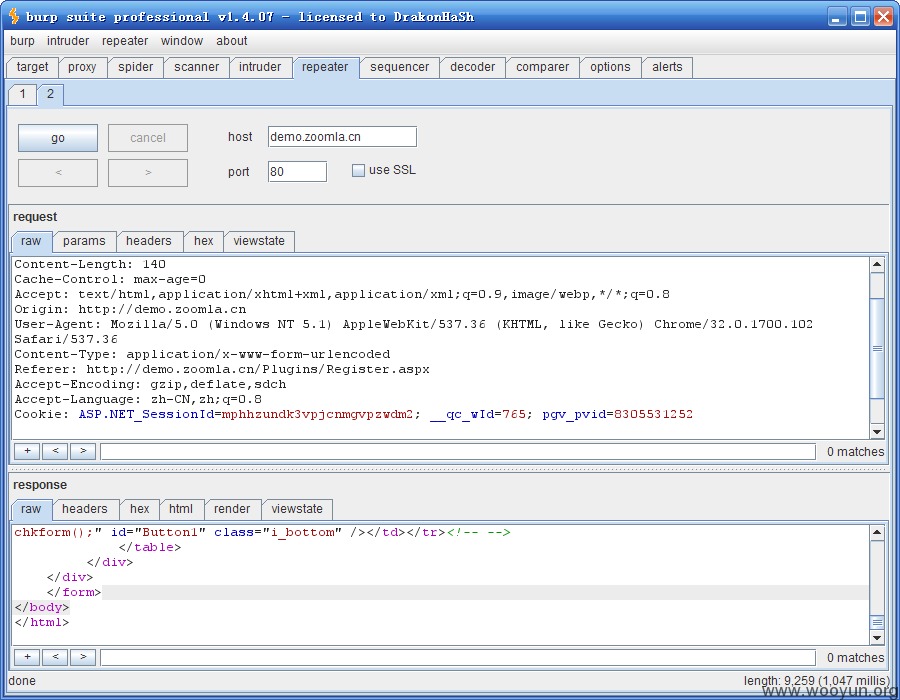 burp suite professional v1.4.07 - licensed to DrakonHaSh
burp intruder repeater window about
target proxy spider scanner intruder repeater sequencer decoder comparer options alerts
1 2
go cancel host demo.zoomla.cn
< > port 80 use SSL
request
raw params headers hex viewstate
Content-Length: 140
Cache-Control: max-age=0
Accept: text/html,application/xhtml+xml,application/xml;q=0.9,image/webp,*/*;q=0.8
Origin: http://demo.zoomla.cn
User-Agent: Mozilla/5.0 (Windows NT 5.1) AppleWebKit/537.36 (KHTML, like Gecko) Chrome/32.0.1700.102
Safari/537.36
Content-Type: application/x-www-form-urlencoded
Referer: http://demo.zoomla.cn/Plugins/Register.aspx
Accept-Encoding: gzip,deflate,sdch
Accept-Language: zh-CN,zh;q=0.8
Cookie: ASP.NET_SessionId=mphhzundk3vpjcnmgvpzwdm2; __qc_wId=765; pgv_pvid=8305531252
+ < > 0 matches
response
raw headers hex html render viewstate
chkform();" id="Button1" class="i_bottom" /></td></tr><!-- -->
</table>
</div>
</div>
</form>
</body>
</html>
+ < > 0 matches
done length: 9,259 (1,047 millis)
www.wooyun.org